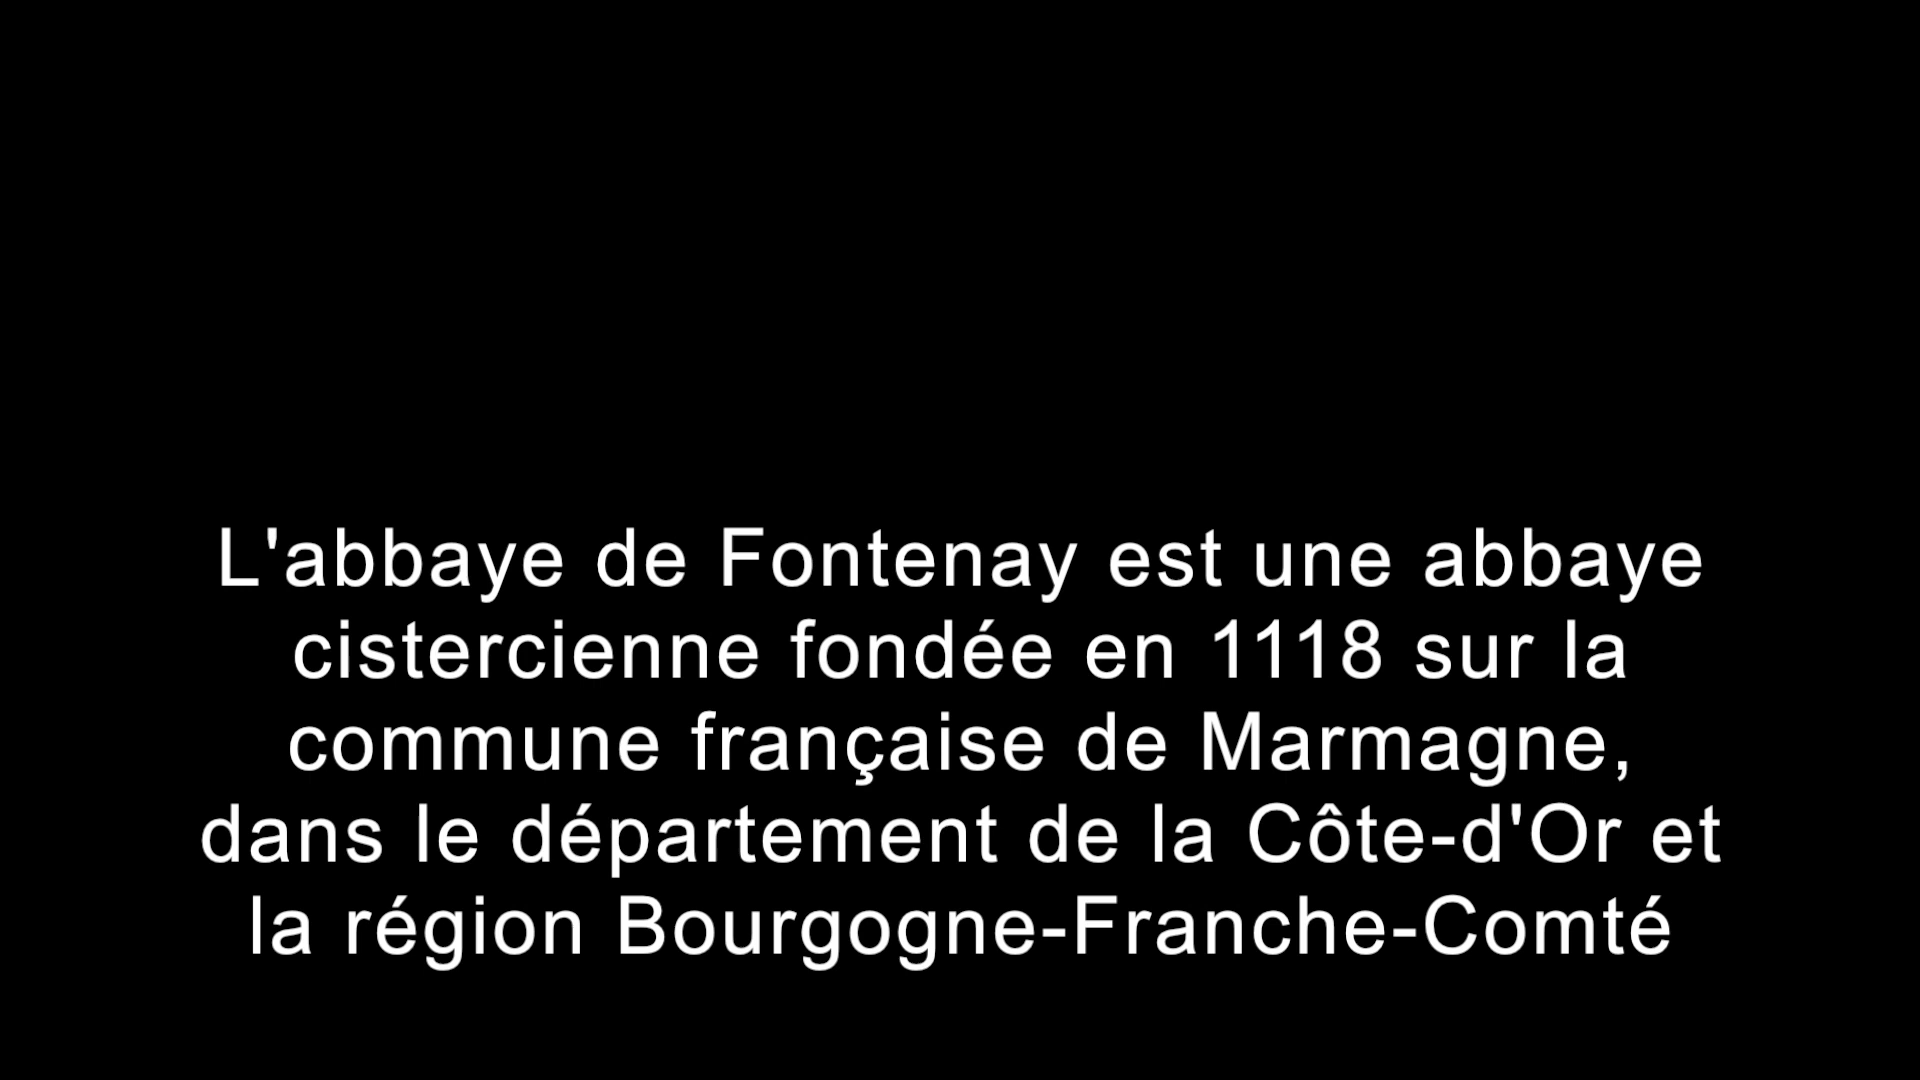 L'abbaye de Fontenay est une abbaye
cistercienne fondée en 1118 sur la
commune française de Marmagne,
dans le département de la Côte-d'Or et
la région Bourgogne-Franche-Comté